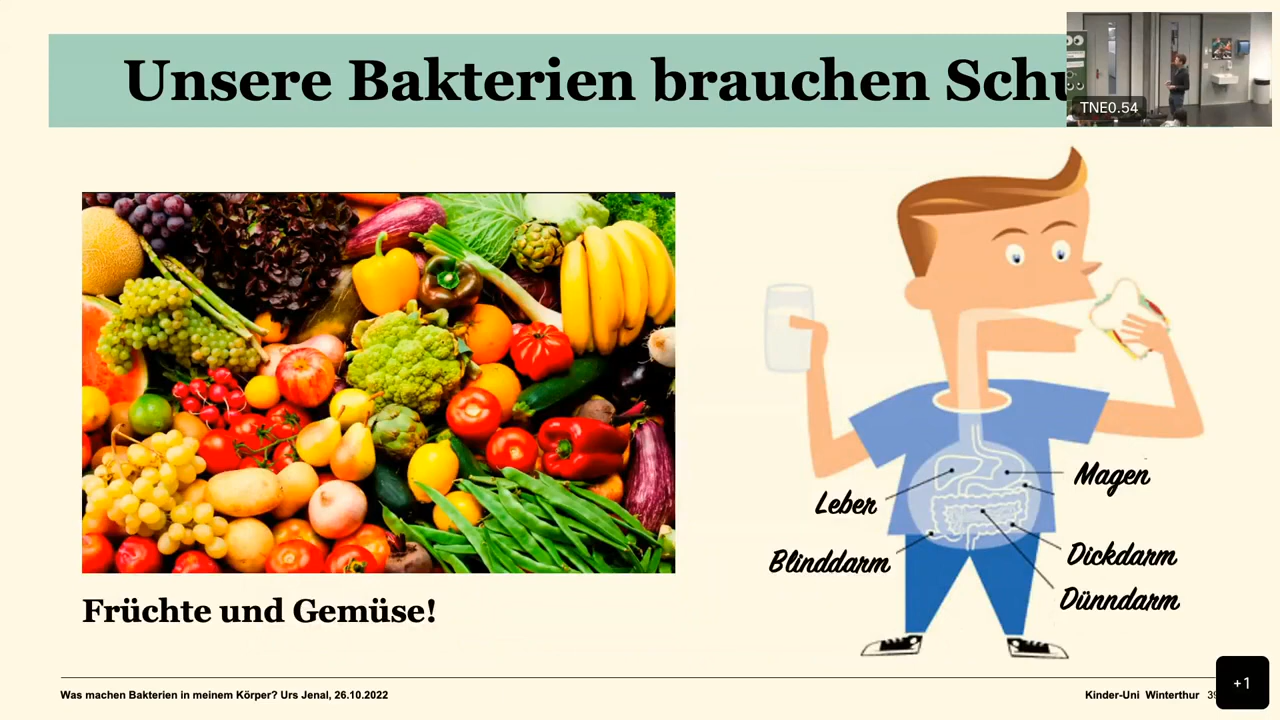 Unsere Bakterien brauchen
TNE0.54
Magen
Leber
Blinddarm
Dickdarm
Dünndarm
Früchte und Gemüse!
Was machen Bakterien in meinem Körper? Urs Jenal, 26.10.2022
Kinder-Uni Winterthur
+1